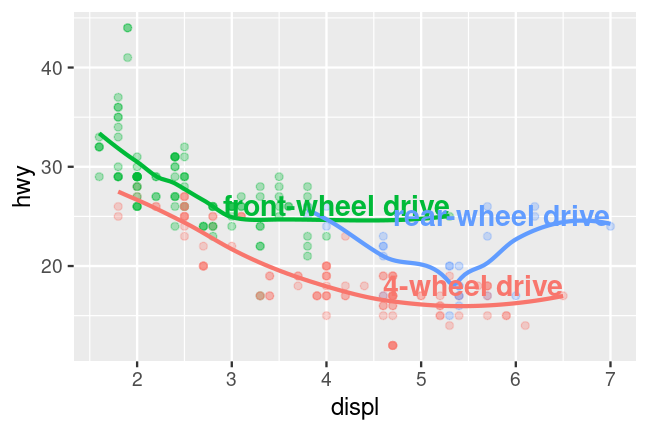 40
30
20
hwy
front-wheel drive
rear-wheel drive
4-wheel drive
2 3 4 5 6 7
displ